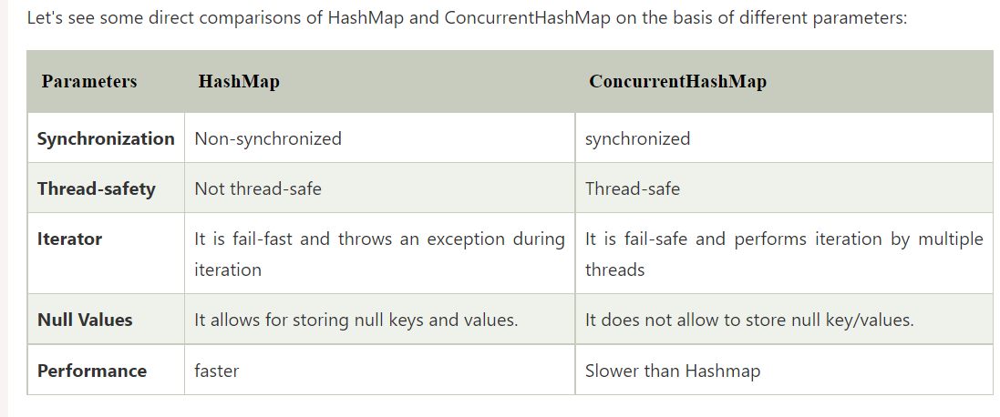 Let's see some direct comparisons of HashMap and ConcurrentHashMap on the basis of different parameters:
Parameters HashMap ConcurrentHashMap
Synchronization Non-synchronized synchronized
Thread-safety Not thread-safe Thread-safe
Iterator It is fail-fast and throws an exception during It is fail-safe and performs iteration by multiple
iteration threads
Null Values It allows for storing null keys and values. It does not allow to store null key/values.
Performance faster Slower than Hashmap